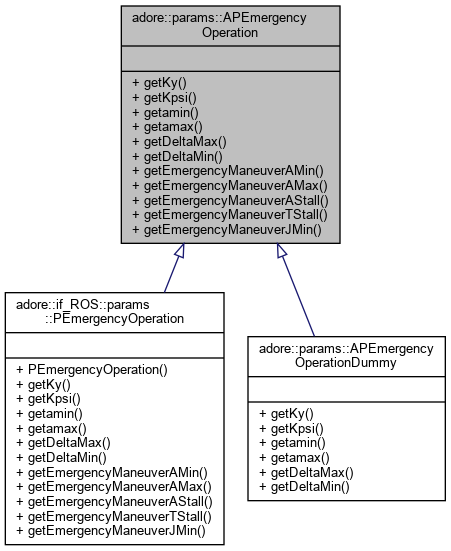 adore::params::APEmergency
Operation
+ getKy()
+ getKpsi()
+ getamin()
+ getamax()
+ getDeltaMax()
+ getDeltaMin()
+ getEmergencyManeuverAMin()
+ getEmergencyManeuverAMax()
+ getEmergencyManeuverAStall()
+ getEmergencyManeuverTStall()
+ getEmergencyManeuverJMin()
adore::if_ROS::params
::PEmergencyOperation
+ PEmergencyOperation()
+ getKy()
+ getKpsi()
+ getamin()
+ getamax()
+ getDeltaMax()
+ getDeltaMin()
+ getEmergencyManeuverAMin()
+ getEmergencyManeuverAMax()
+ getEmergencyManeuverAStall()
+ getEmergencyManeuverTStall()
+ getEmergencyManeuverJMin()
adore::params::APEmergency
OperationDummy
+ getKy()
+ getKpsi()
+ getamin()
+ getamax()
+ getDeltaMax()
+ getDeltaMin()